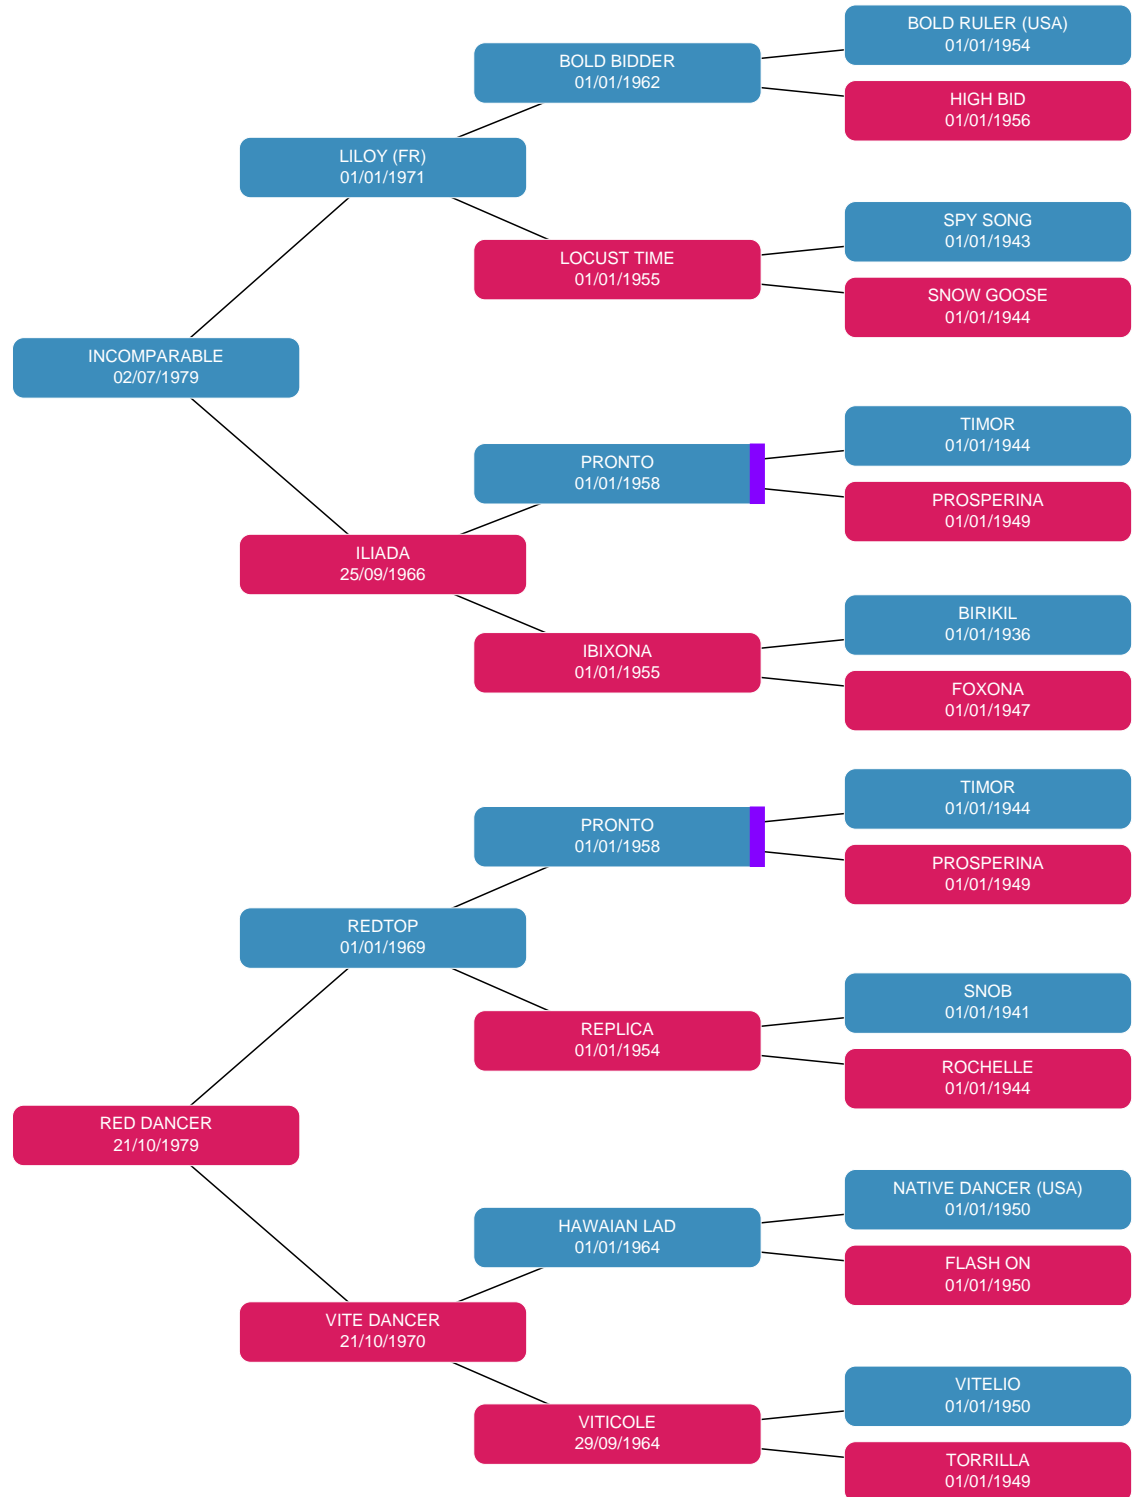 BOLD RULER (USA)
01/01/1954
BOLD BIDDER
01/01/1962
HIGH BID
01/01/1956
LILOY (FR)
01/01/1971
SPY SONG
01/01/1943
LOCUST TIME
01/01/1955
SNOW GOOSE
01/01/1944
INCOMPARABLE
02/07/1979
TIMOR
01/01/1944
PRONTO
01/01/1958
PROSPERINA
01/01/1949
ILIADA
25/09/1966
BIRIKIL
01/01/1936
IBIXONA
01/01/1955
FOXONA
01/01/1947
TIMOR
01/01/1944
PRONTO
01/01/1958
PROSPERINA
01/01/1949
REDTOP
01/01/1969
SNOB
01/01/1941
REPLICA
01/01/1954
ROCHELLE
01/01/1944
RED DANCER
21/10/1979
NATIVE DANCER (USA)
01/01/1950
HAWAIAN LAD
01/01/1964
FLASH ON
01/01/1950
VITE DANCER
21/10/1970
VITELIO
01/01/1950
VITICOLE
29/09/1964
TORRILLA
01/01/1949